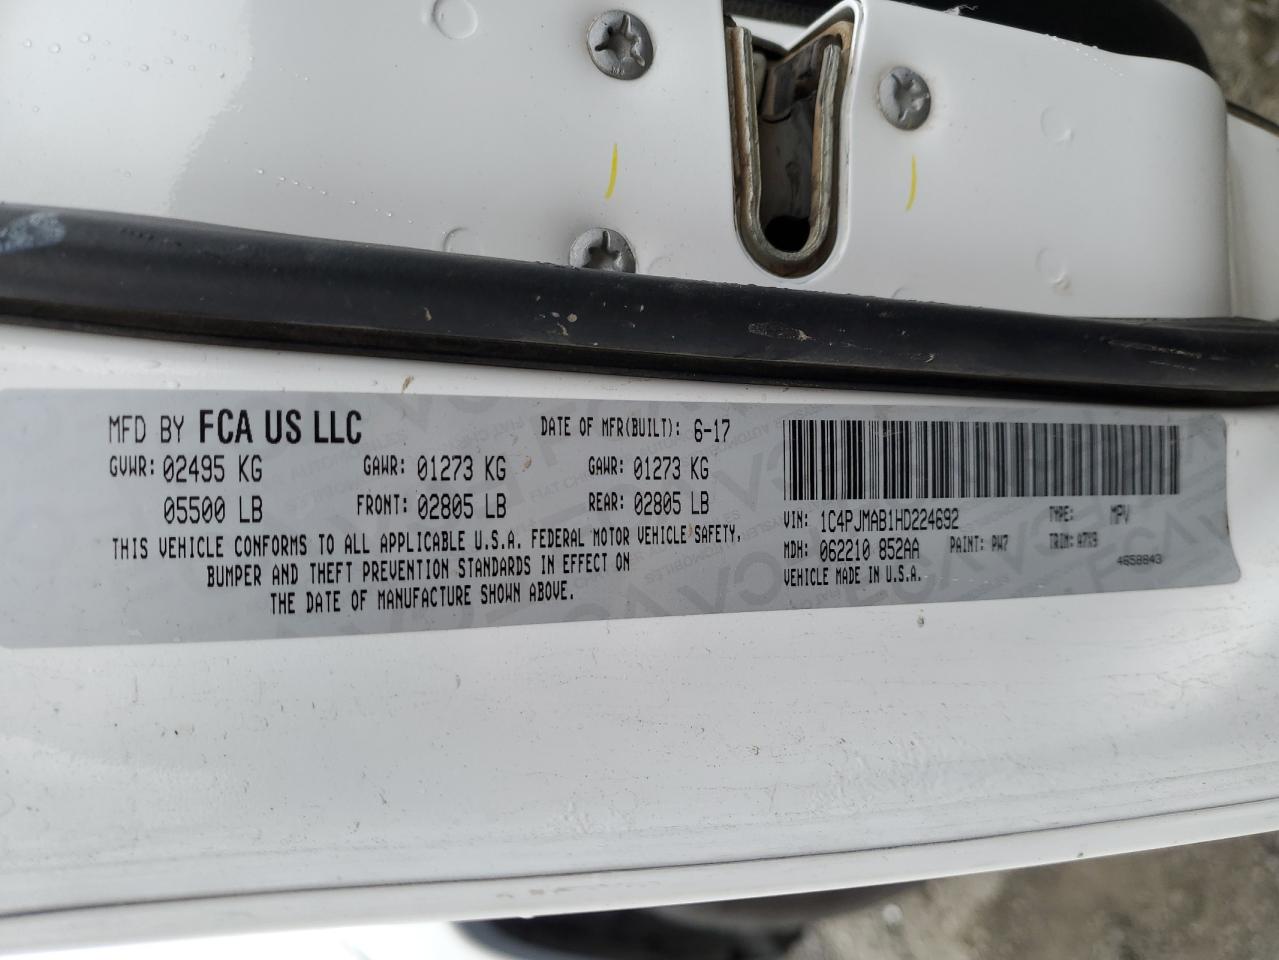 MFD BY FCA US LLC DATE OF MFR(BUILT): 6-17
GVWR: 02495 KG GAWR: 01273 KG GAWR: 01273 KG
05500 LB FRONT: 02805 LB REAR: 02805 LB
THIS VEHICLE CONFORMS TO ALL APPLICABLE U.S.A. FEDERAL MOTOR VEHICLE SAFETY,
BUMPER AND THEFT PREVENTION STANDARDS IN EFFECT ON
THE DATE OF MANUFACTURE SHOWN ABOVE.
VIN: 1C4PJMAB1HD224692 TYPE: MPV
MDH: 062210 852AA PAINT: PW7 TRIM: A7X9
VEHICLE MADE IN U.S.A. 4658843